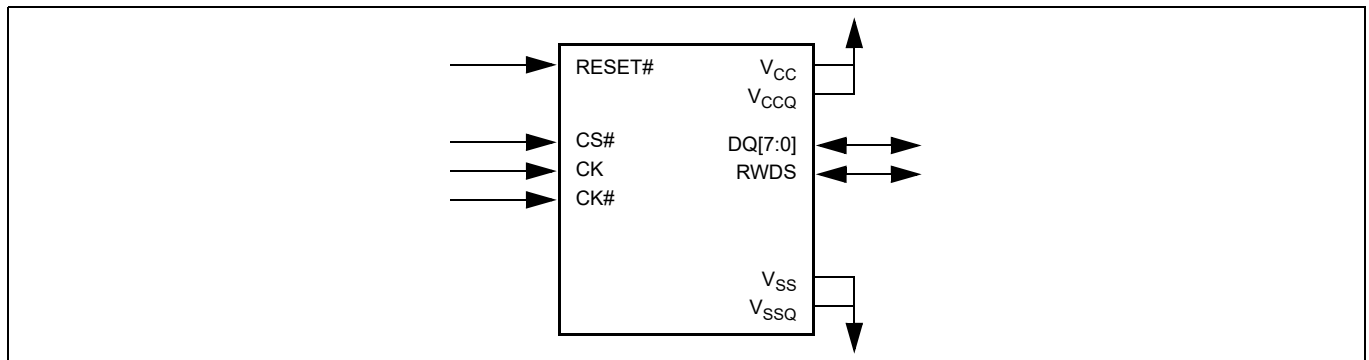 RESET#
CS#
CK
CK#
VCC
VCCQ
DQ[7:0]
RWDS
VSS
VSSQ